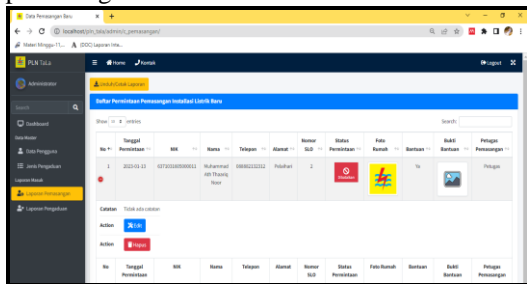 Data Pemasangan Baru
localhost/pln_tala/admin/c_pemasangan/
Materi Minggu-11...
(DOC) Laporan Inte...
PLN TaLa
Home
Kontak
Logout
Administrator
Unduh/Cetak Laporan
Search
Daftar Permintaan Pemasangan Instalasi Listrik Baru
Dashboard
Show entries
Search:
Data Master
Data Pengguna
Jenis Pengaduan
Laporan Masuk
Laporan Pemasangan
Laporan Pengaduan
No
Tanggal Permintaan
NIK
Nama
Telepon
Alamat
Nomor SLO
Status Permintaan
Foto Rumah
Bantuan
Bukti Bantuan
Petugas Pemasangan
1
2023-01-13
Muhammad
Noor
Pelaihari
2
Ya
Petugas
Catatan
Tidak ada catatan
Action
Edit
Action
Hapus
No
Tanggal Permintaan
NIK
Nama
Telepon
Alamat
Nomor SLO
Status Permintaan
Foto Rumah
Bantuan
Bukti Bantuan
Petugas Pemasangan